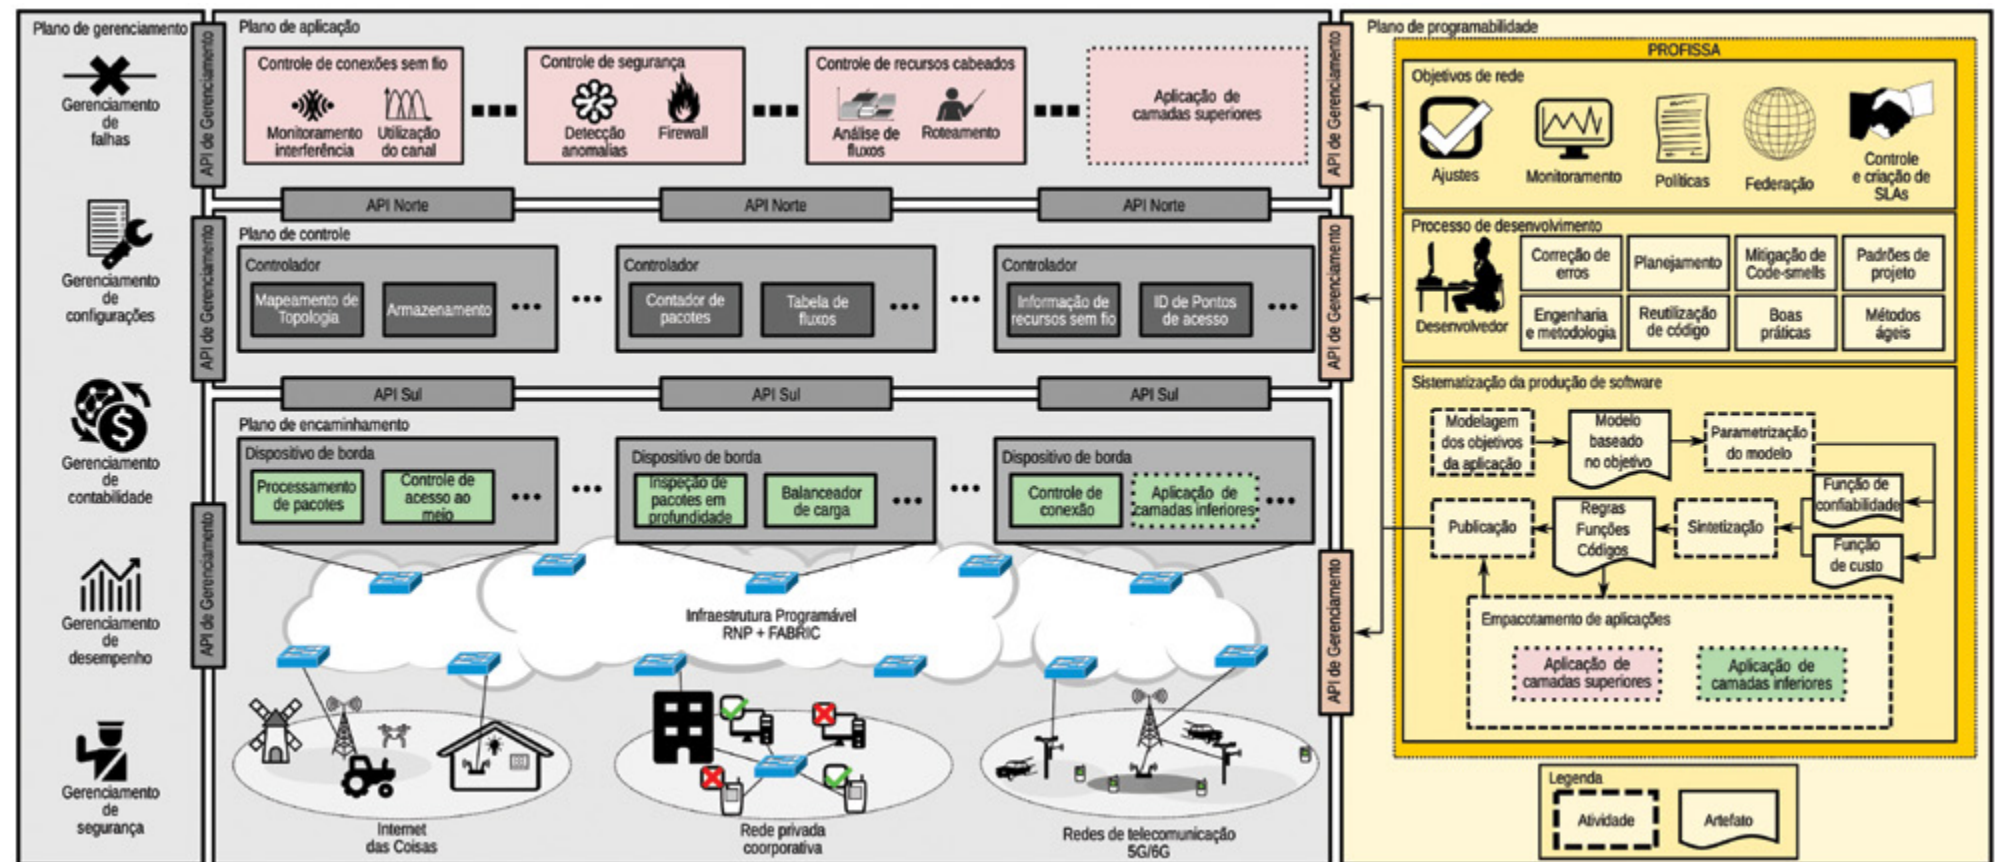 Plano de gerenciamento
Gerenciamento
de
falhas
Gerenciamento
de
configurações
Gerenciamento
de
contabilidade
Gerenciamento
de
desempenho
Gerenciamento
de
segurança
API de Gerenciamento
API de Gerenciamento
API de Gerenciamento
Plano de aplicação
Controle de conexões sem fio
Monitoramento
interferência
Utilização
do canal
Controle de segurança
Detecção
anomalias
Firewall
Controle de recursos cabeados
Análise de
fluxos
Roteamento
Aplicação de
camadas superiores
API Norte
API Norte
API Norte
Plano de controle
Controlador
Mapeamento de
Topologia
Armazenamento
Controlador
Contador de
pacotes
Tabela de
fluxos
Controlador
Informação de
recursos sem fio
ID de Pontos
de acesso
API Sul
API Sul
API Sul
Plano de encaminhamento
Dispositivo de borda
Processamento
de pacotes
Controle de
acesso ao
meio
Dispositivo de borda
Inspeção de
pacotes em
profundidade
Balanceador
de carga
Dispositivo de borda
Controle de
conexão
Aplicação de
camadas inferiores
Infraestrutura Programável
RNP + FABRIC
Internet
das Coisas
Rede privada
coorporativa
Redes de telecomunicação
5G/6G
API de Gerenciamento
API de Gerenciamento
API de Gerenciamento
Plano de programabilidade
PROFISSA
Objetivos de rede
Ajustes
Monitoramento
Políticas
Federação
Controle
e criação de
SLAs
Processo de desenvolvimento
Desenvolvedor
Correção de
erros
Planejamento
Mitigação de
Code-smells
Padrões de
projeto
Engenharia
e metodologia
Reutilização
de código
Boas
práticas
Métodos
ágeis
Sistematização da produção de software
Modelagem
dos objetivos
da aplicação
Modelo
baseado
no objetivo
Parametrização
do modelo
Função de
confiabilidade
Função
de custo
Sintetização
Regras
Funções
Códigos
Publicação
Empacotamento de aplicações
Aplicação de
camadas superiores
Aplicação de
camadas inferiores
Legenda
Atividade
Artefato